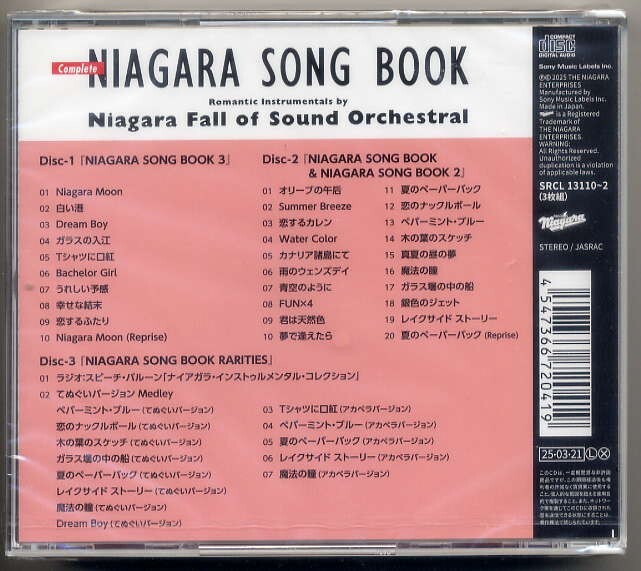 Complete NIAGARA SONG BOOK
Romantic Instrumentals by
Niagara Fall of Sound Orchestral
Disc-1『NIAGARA SONG BOOK 3』
01 Niagara Moon
02 白い港
03 Dream Boy
04 ガラスの入江
05 Tシャツに口紅
06 Bachelor Girl
07 うれしい予感
08 幸せな結末
09 恋するふたり
10 Niagara Moon (Reprise)
Disc-2『NIAGARA SONG BOOK
& NIAGARA SONG BOOK 2』
01 オリーブの午后
02 Summer Breeze
03 恋するカレン
04 Water Color
05 カナリア諸島にて
06 雨のウェンズデイ
07 青空のように
08 FUN×4
09 君は天然色
10 夢で逢えたら
11 夏のペーパーバック
12 恋のナックルボール
13 ペパーミント・ブルー
14 木の葉のスケッチ
15 真夏の昼の夢
16 魔法の瞳
17 ガラス壜の中の船
18 銀色のジェット
19 レイクサイド ストーリー
20 夏のペーパーバック (Reprise)
Disc-3『NIAGARA SONG BOOK RARITIES』
01 ラジオ:スピーチ・バルーン「ナイアガラ・インストゥルメンタル・コレクション」
02 てぬぐいバージョン Medley
ペパーミント・ブルー (てぬぐいバージョン)
恋のナックルボール (てぬぐいバージョン)
木の葉のスケッチ (てぬぐいバージョン)
ガラス壜の中の船 (てぬぐいバージョン)
夏のペーパーバック (てぬぐいバージョン)
レイクサイド ストーリー (てぬぐいバージョン)
魔法の瞳 (てぬぐいバージョン)
Dream Boy (てぬぐいバージョン)
03 Tシャツに口紅 (アカペラバージョン)
04 ペパーミント・ブルー (アカペラバージョン)
05 夏のペーパーバック (アカペラバージョン)
06 レイクサイド ストーリー (アカペラバージョン)
07 魔法の瞳 (アカペラバージョン)
COMPACT
disc
DIGITAL AUDIO
Sony Music Labels Inc.
℗© 2025 THE NIAGARA
ENTERPRISES
Manufactured by
Sony Music Labels Inc.
Made in Japan.
is a Registered
Trademark of
THE NIAGARA
ENTERPRISES.
WARNING:
Unauthorized
duplication is a violation
of applicable laws.
SRCL 13110~2
(3枚組)
Niagara
STEREO / JASRAC
4 547366 720419
25-03-21 Ⓛ Ⓧ